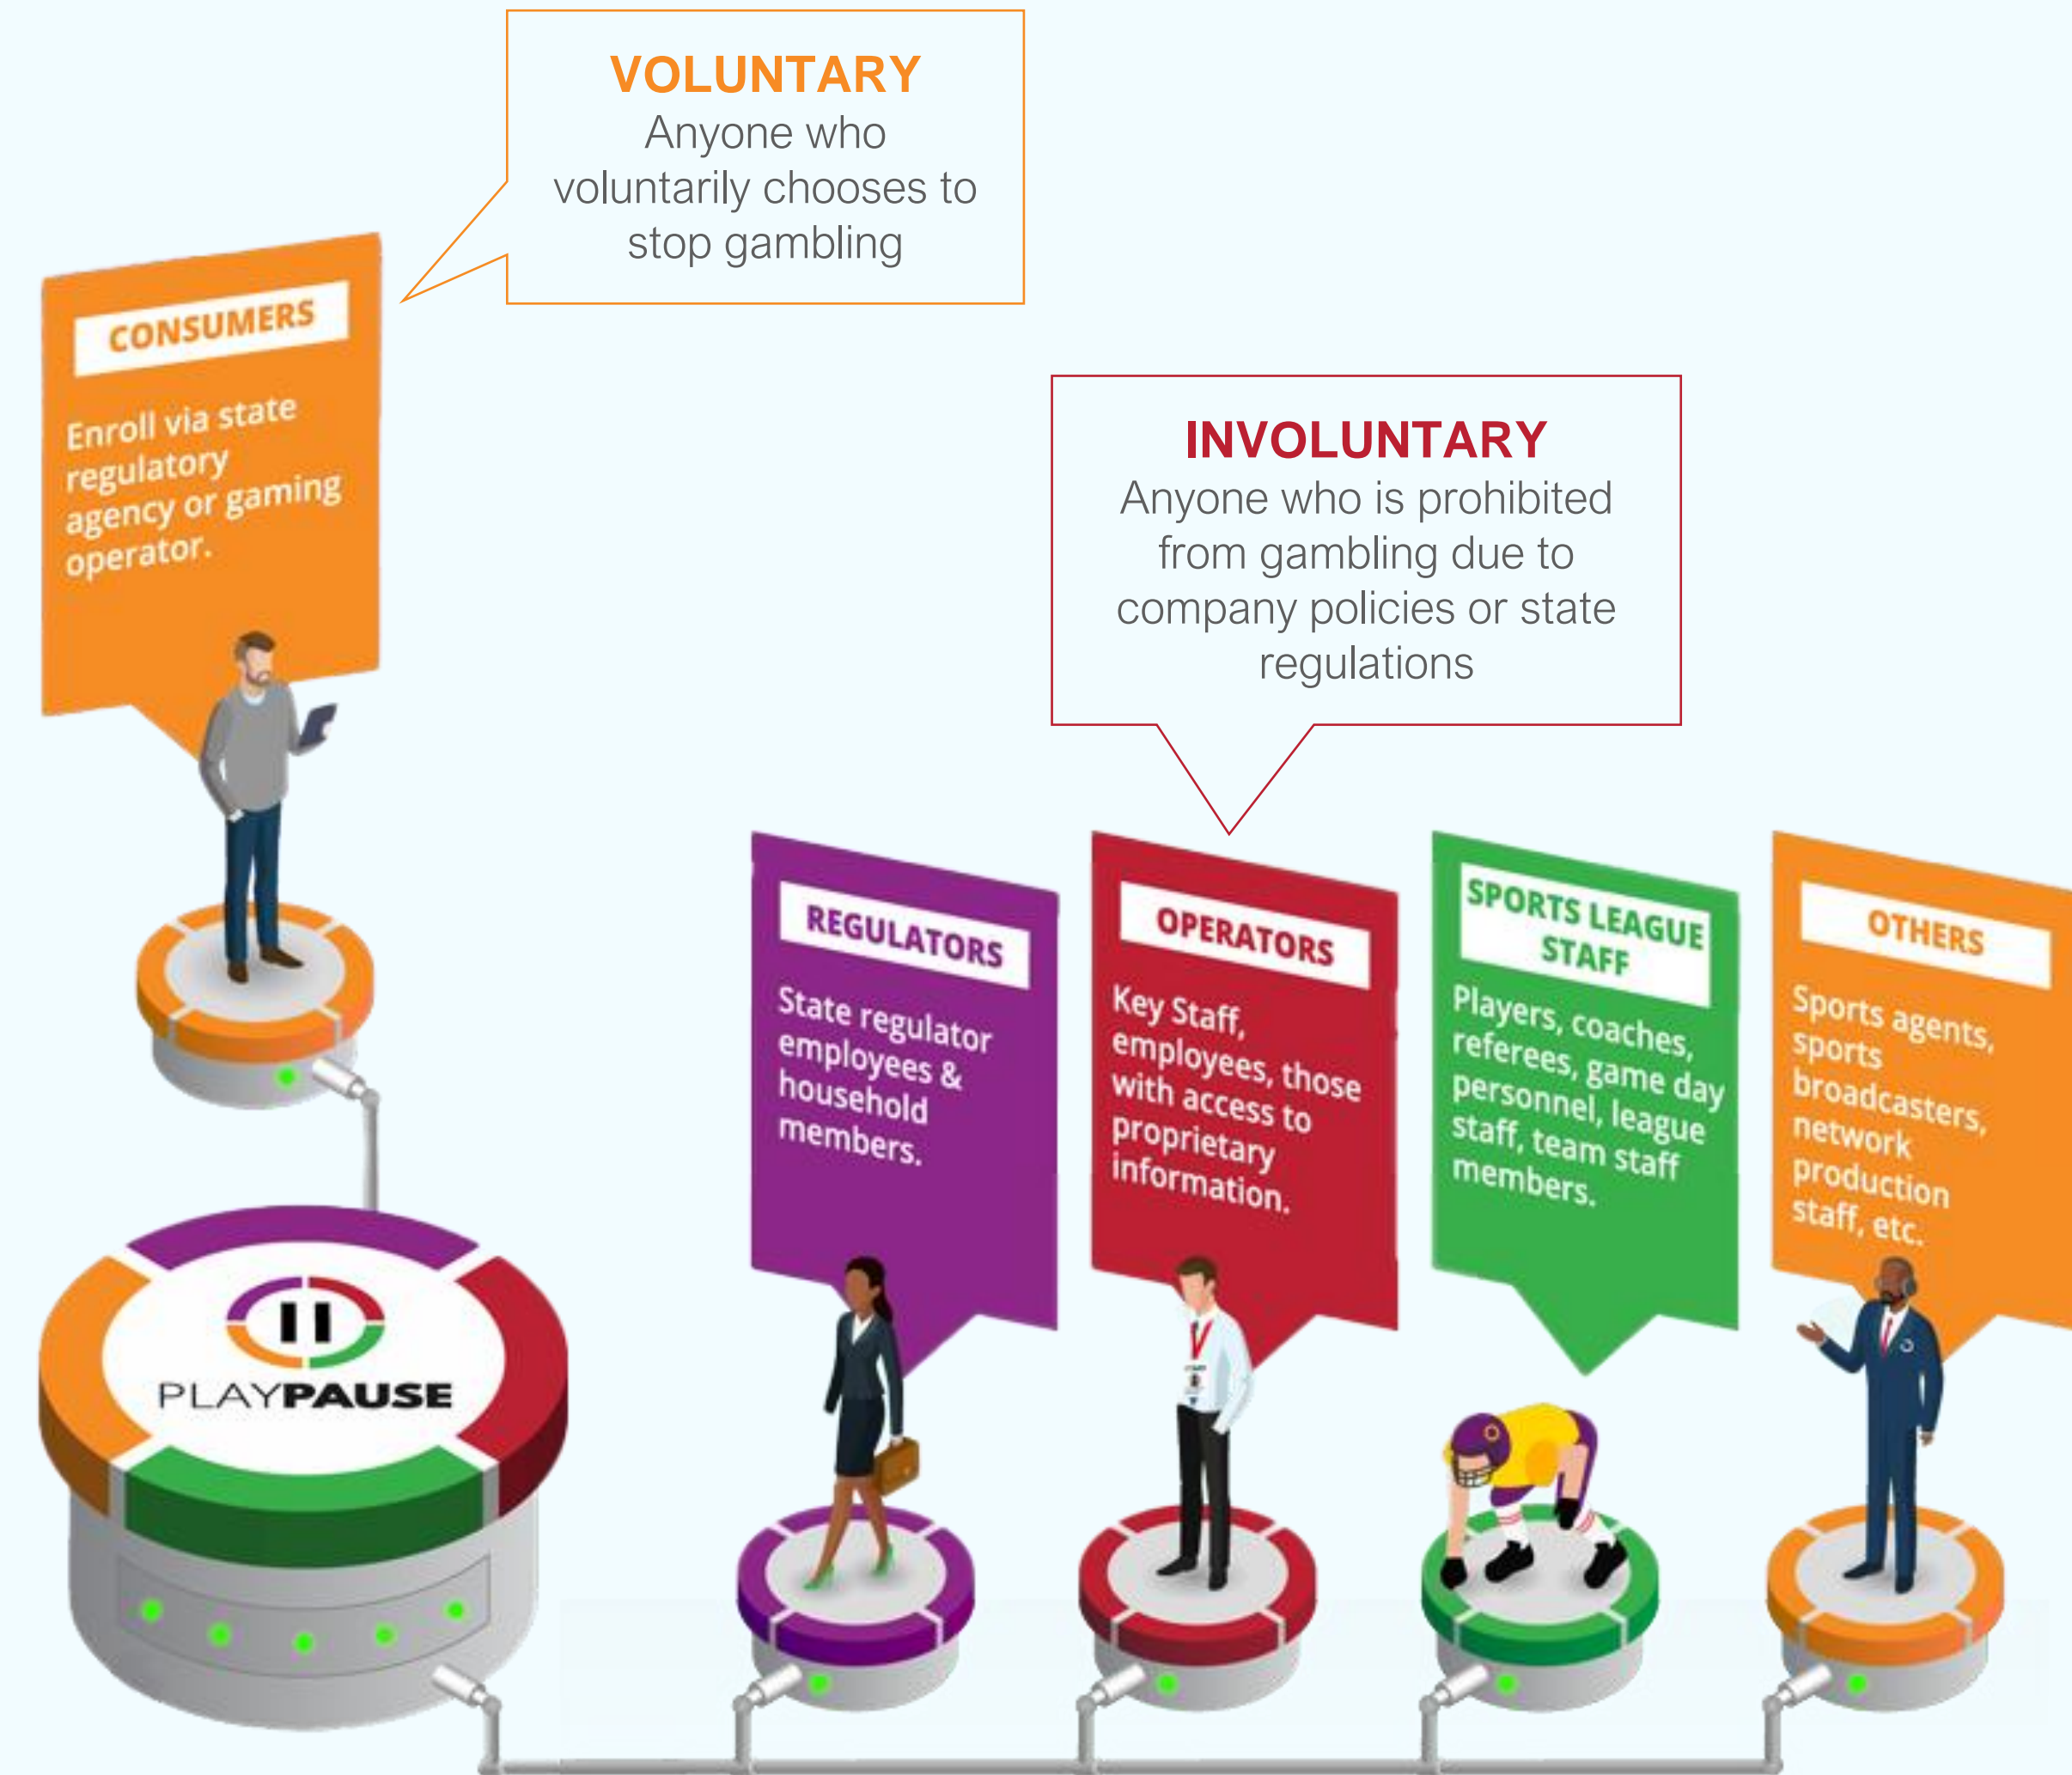 VOLUNTARY
Anyone who
voluntarily chooses to
stop gambling
CONSUMERS
Enroll via state
regulatory
agency or gaming
operator.
INVOLUNTARY
Anyone who is prohibited
from gambling due to
company policies or state
regulations
REGULATORS
State regulator
employees &
household
members.
OPERATORS
Key Staff,
employees, those
with access to
proprietary
information.
SPORTS LEAGUE
STAFF
Players, coaches,
referees, game day
personnel, league
staff, team staff
members.
OTHERS
Sports agents,
sports
broadcasters,
network
production
staff, etc.
PLAYPAUSE